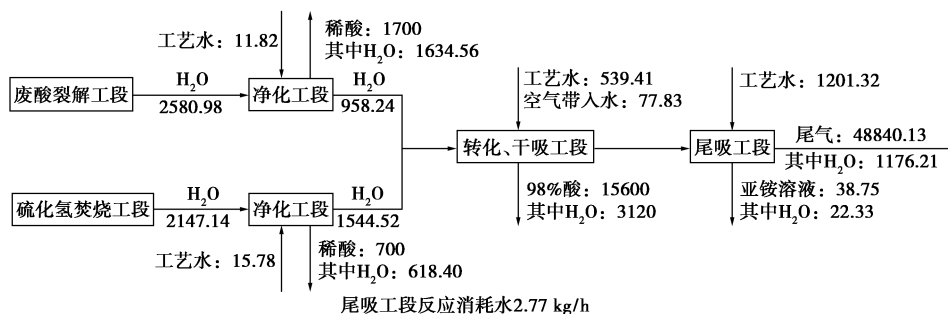 工艺水：11.82
稀酸：1700
其中H₂O：1634.56
废酸裂解工段
H₂O
2580.98
净化工段
H₂O
958.24
工艺水：539.41
空气带入水：77.83
工艺水：1201.32
转化、干吸工段
尾吸工段
尾气：48840.13
其中H₂O：1176.21
98%酸：15600
其中H₂O：3120
亚铵溶液：38.75
其中H₂O：22.33
硫化氢焚烧工段
H₂O
2147.14
净化工段
H₂O
1544.52
工艺水：15.78
稀酸：700
其中H₂O：618.40
尾吸工段反应消耗水2.77 kg/h